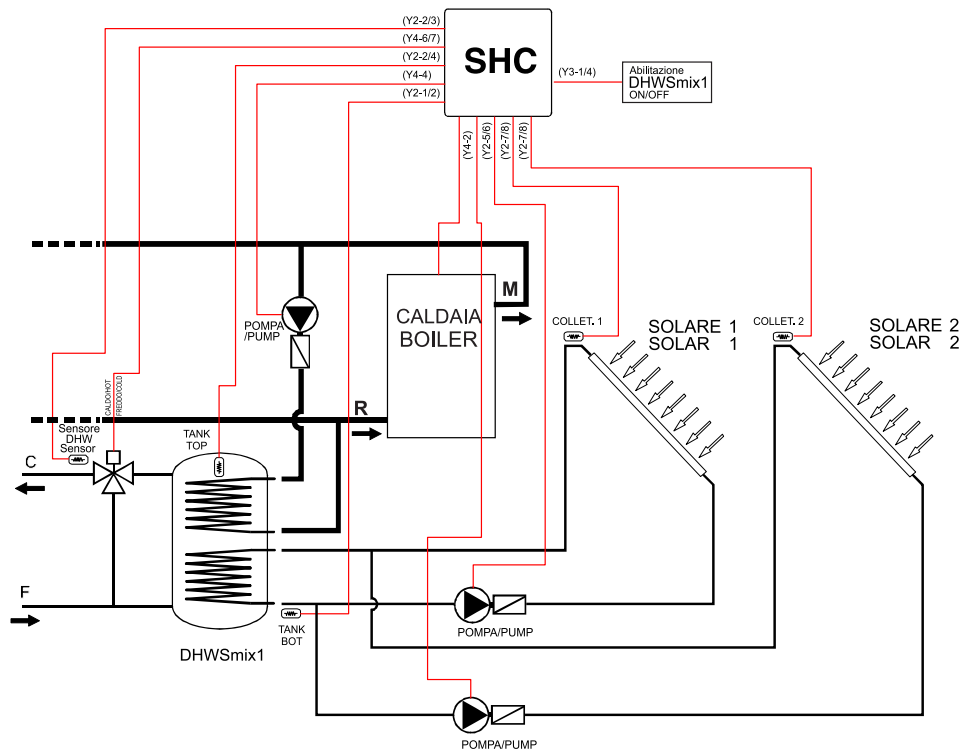 (Y2-2/3)
(Y4-6/7)
(Y2-2/4)
(Y4-4)
(Y2-1/2)
SHC
(Y3-1/4)
Abilitazione
DHWSmix1
ON/OFF
(Y4-2)
(Y2-5/6)
(Y2-7/8)
(Y2-7/8)
M
CALDAIA
BOILER
POMPA
/PUMP
COLLET. 1
SOLARE 1
SOLAR 1
COLLET. 2
SOLARE 2
SOLAR 2
CALDO/HOT
FREDDO/COLD
R
Sensore
DHW
Sensor
TANK
TOP
C
F
TANK
BOT
POMPA/PUMP
DHWSmix1
POMPA/PUMP